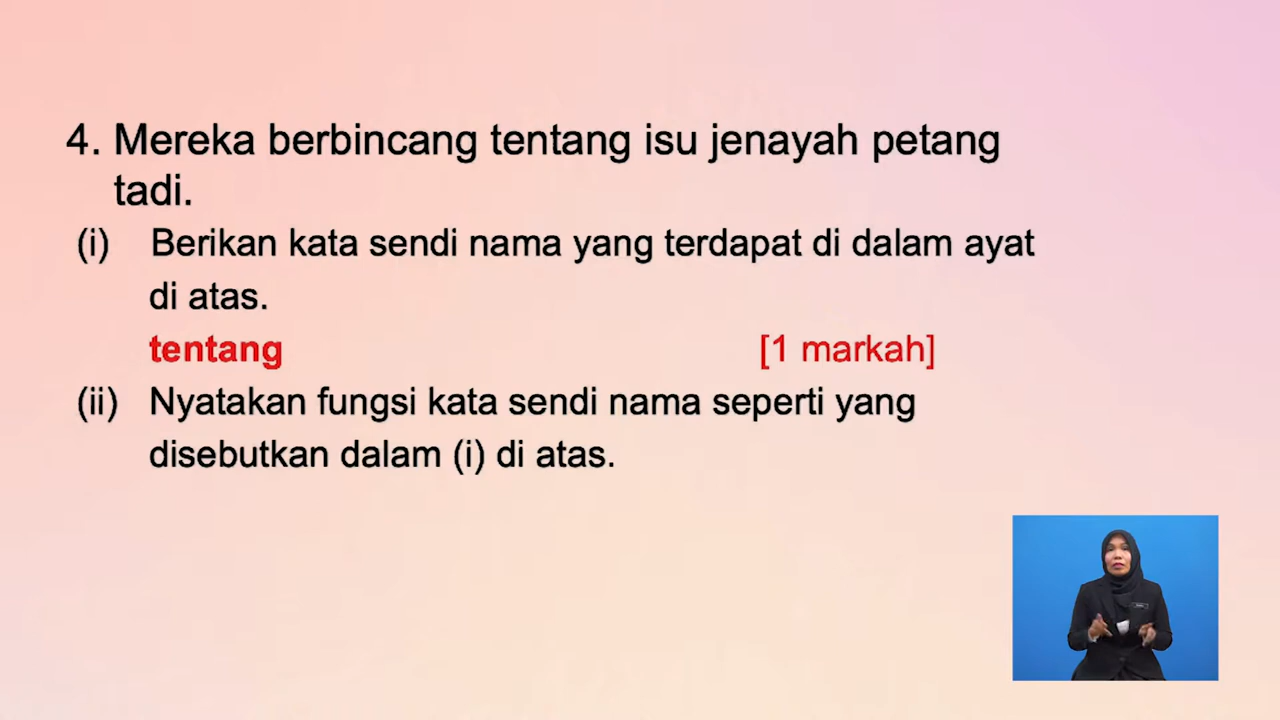 4. Mereka berbincang tentang isu jenayah petang
tadi.
(i) Berikan kata sendi nama yang terdapat di dalam ayat
di atas.
tentang [1 markah]
(ii) Nyatakan fungsi kata sendi nama seperti yang
disebutkan dalam (i) di atas.